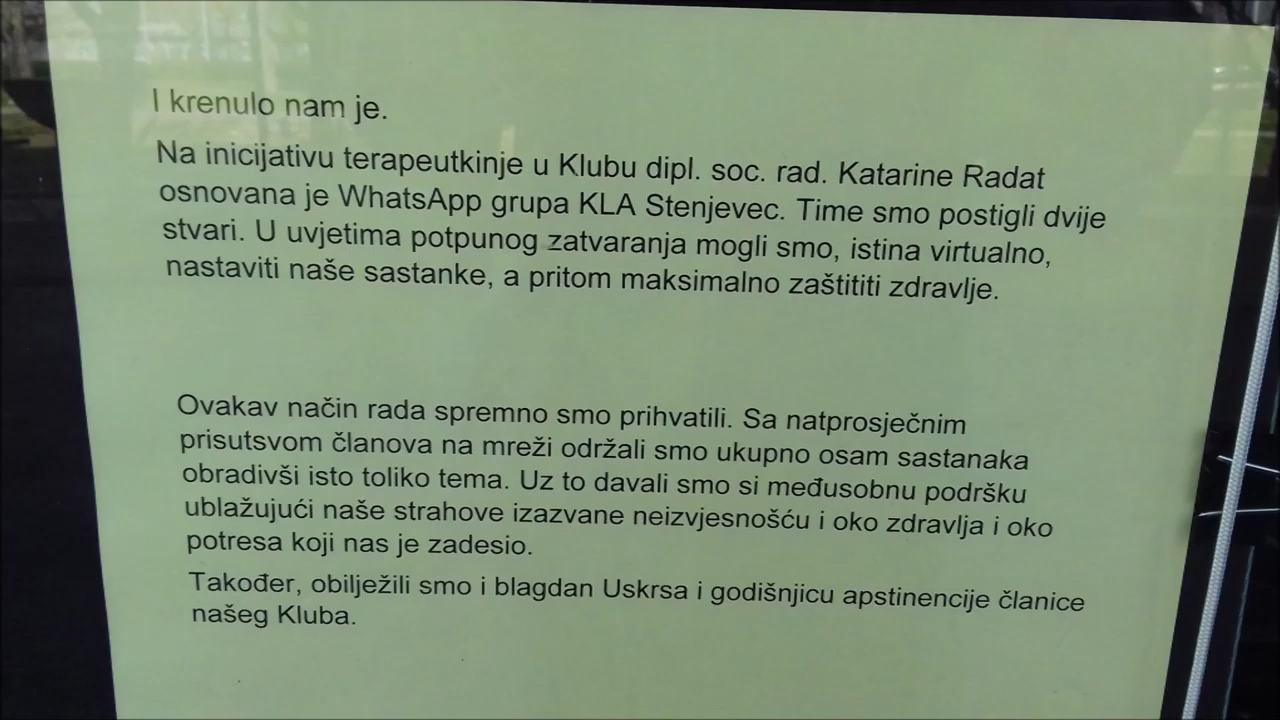 I krenulo nam je.
Na inicijativu terapeutkinje u Klubu dipl. soc. rad. Katarine Radat
osnovana je WhatsApp grupa KLA Stenjevec. Time smo postigli dvije
stvari. U uvjetima potpunog zatvaranja mogli smo, istina virtualno,
nastaviti naše sastanke, a pritom maksimalno zaštititi zdravlje.
Ovakav način rada spremno smo prihvatili. Sa natprosječnim
prisutsvom članova na mreži održali smo ukupno osam sastanaka
obradivši isto toliko tema. Uz to davali smo si međusobnu podršku
ublažujući naše strahove izazvane neizvjesnošću i oko zdravlja i oko
potresa koji nas je zadesio.
Također, obilježili smo i blagdan Uskrsa i godišnjicu apstinencije članice
našeg Kluba.